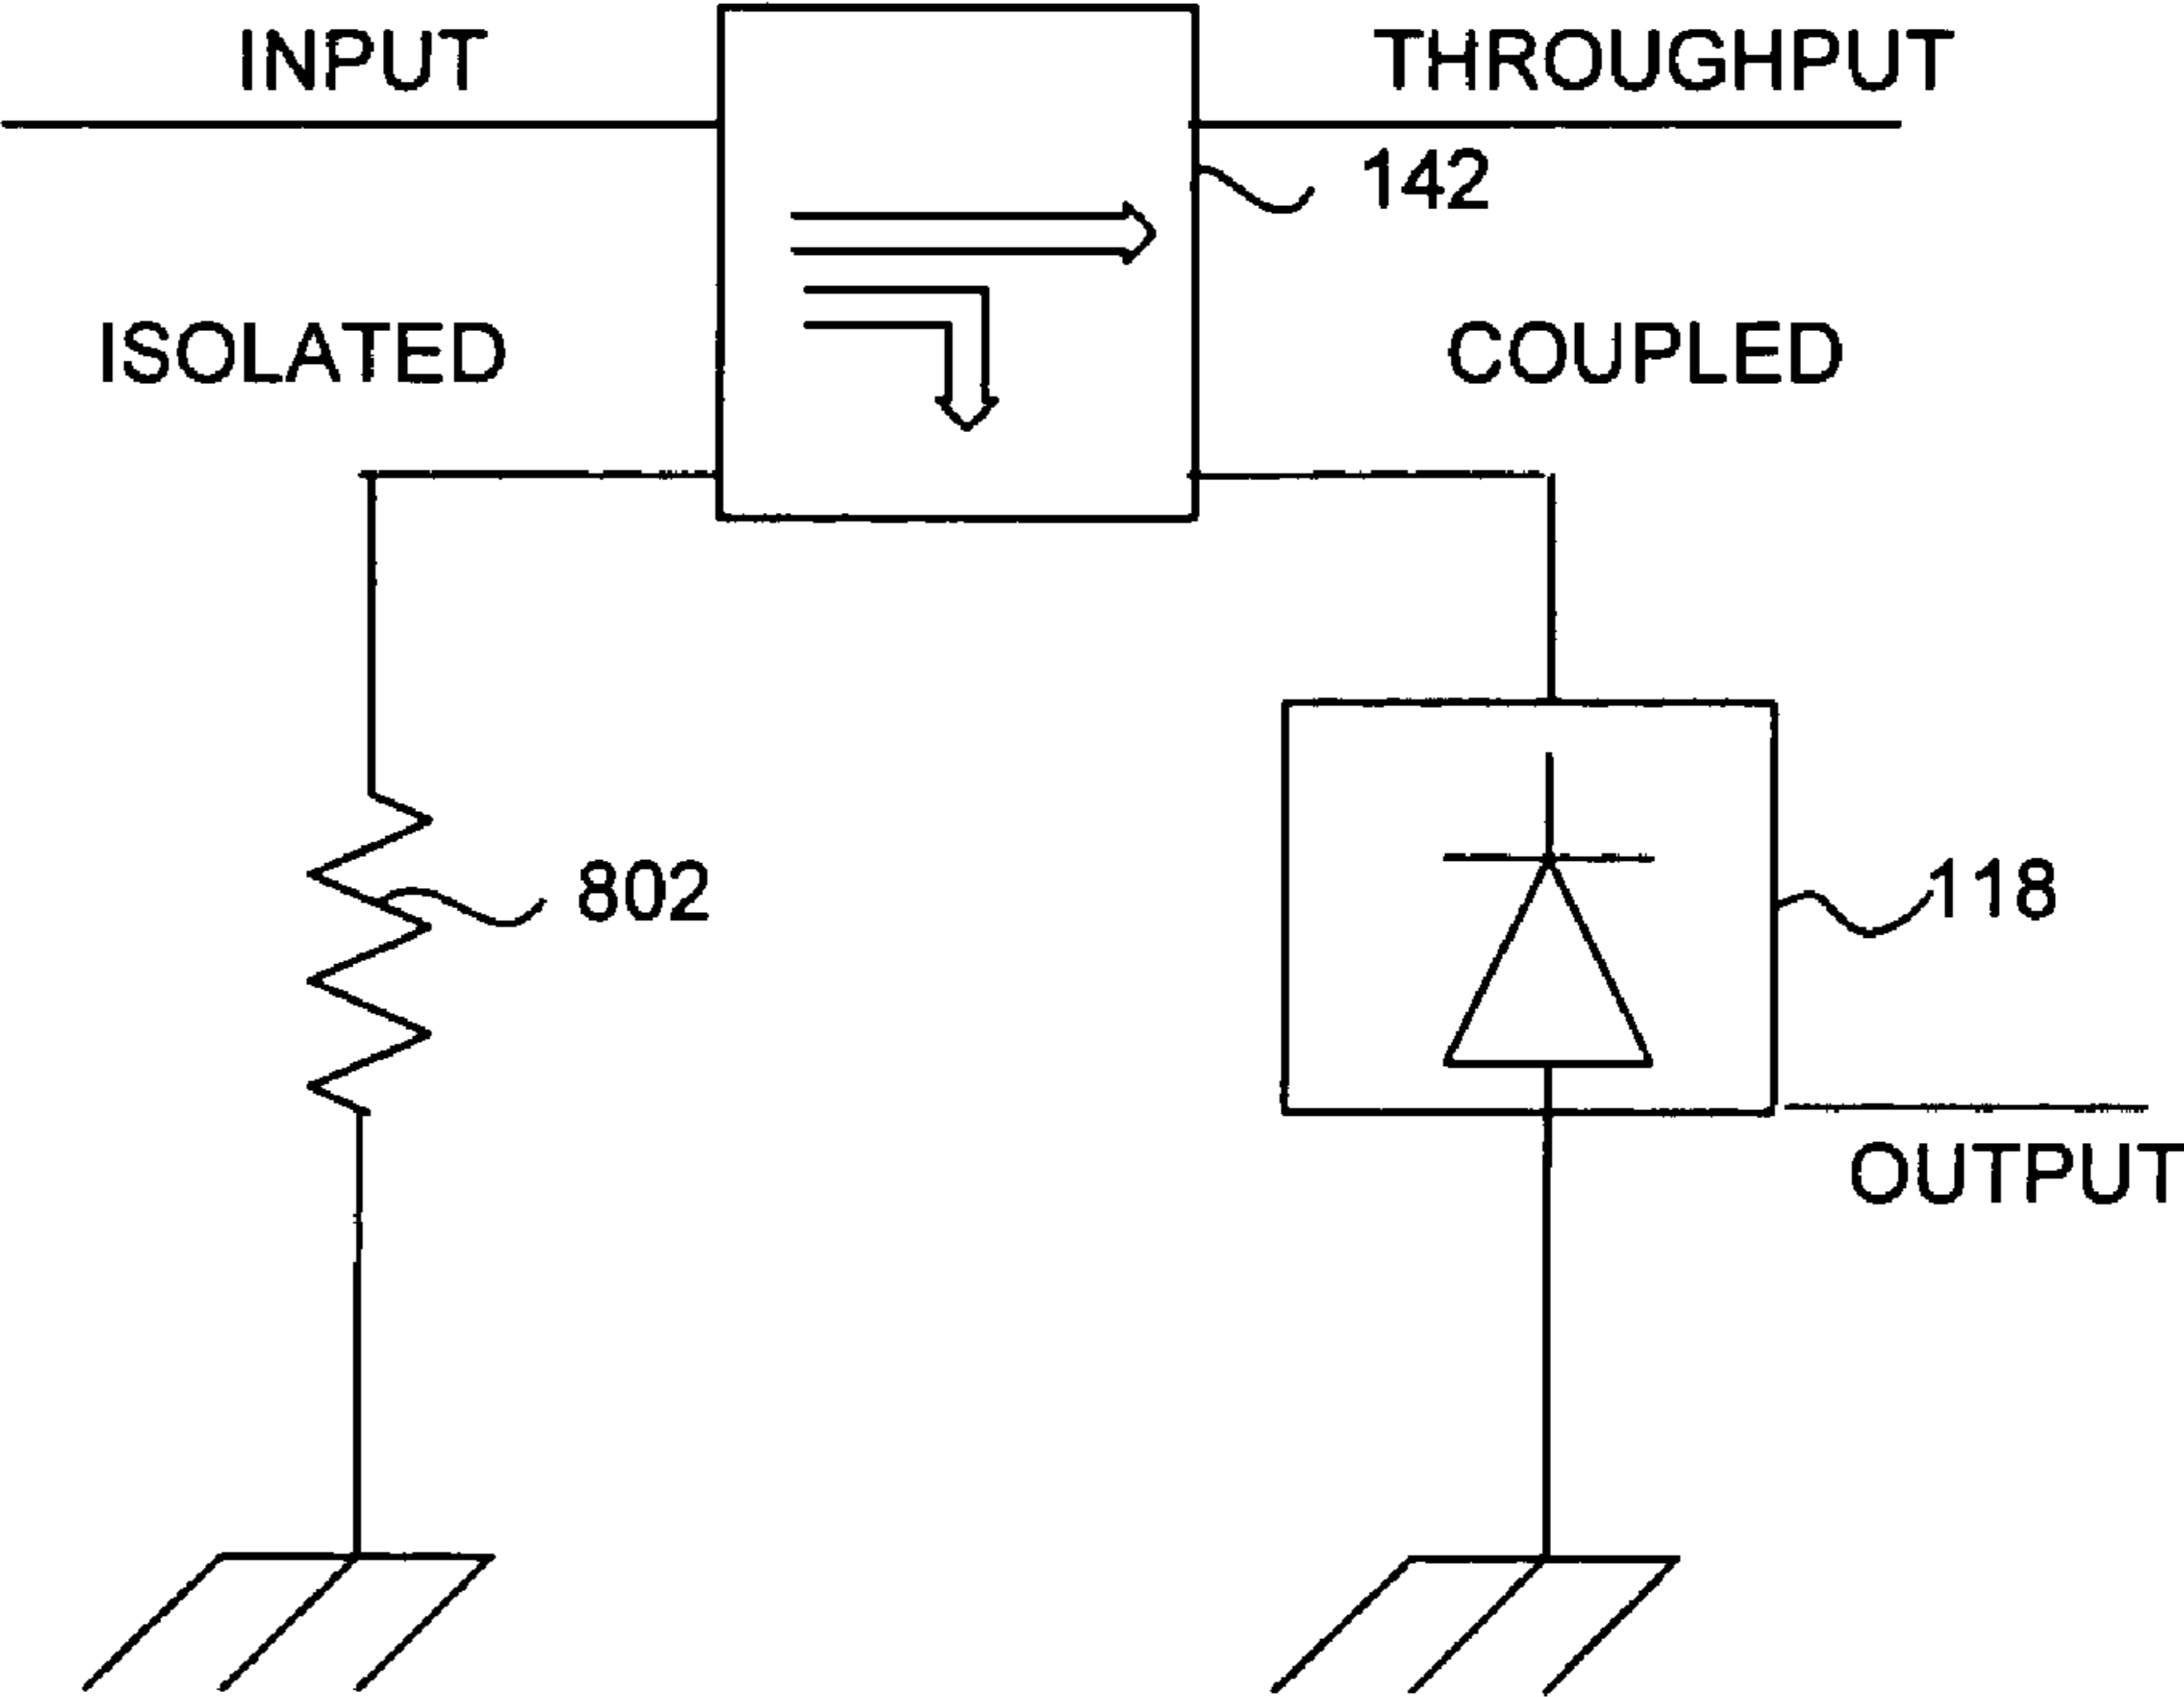 INPUT
THROUGHPUT
142
ISOLATED
COUPLED
802
118
OUTPUT